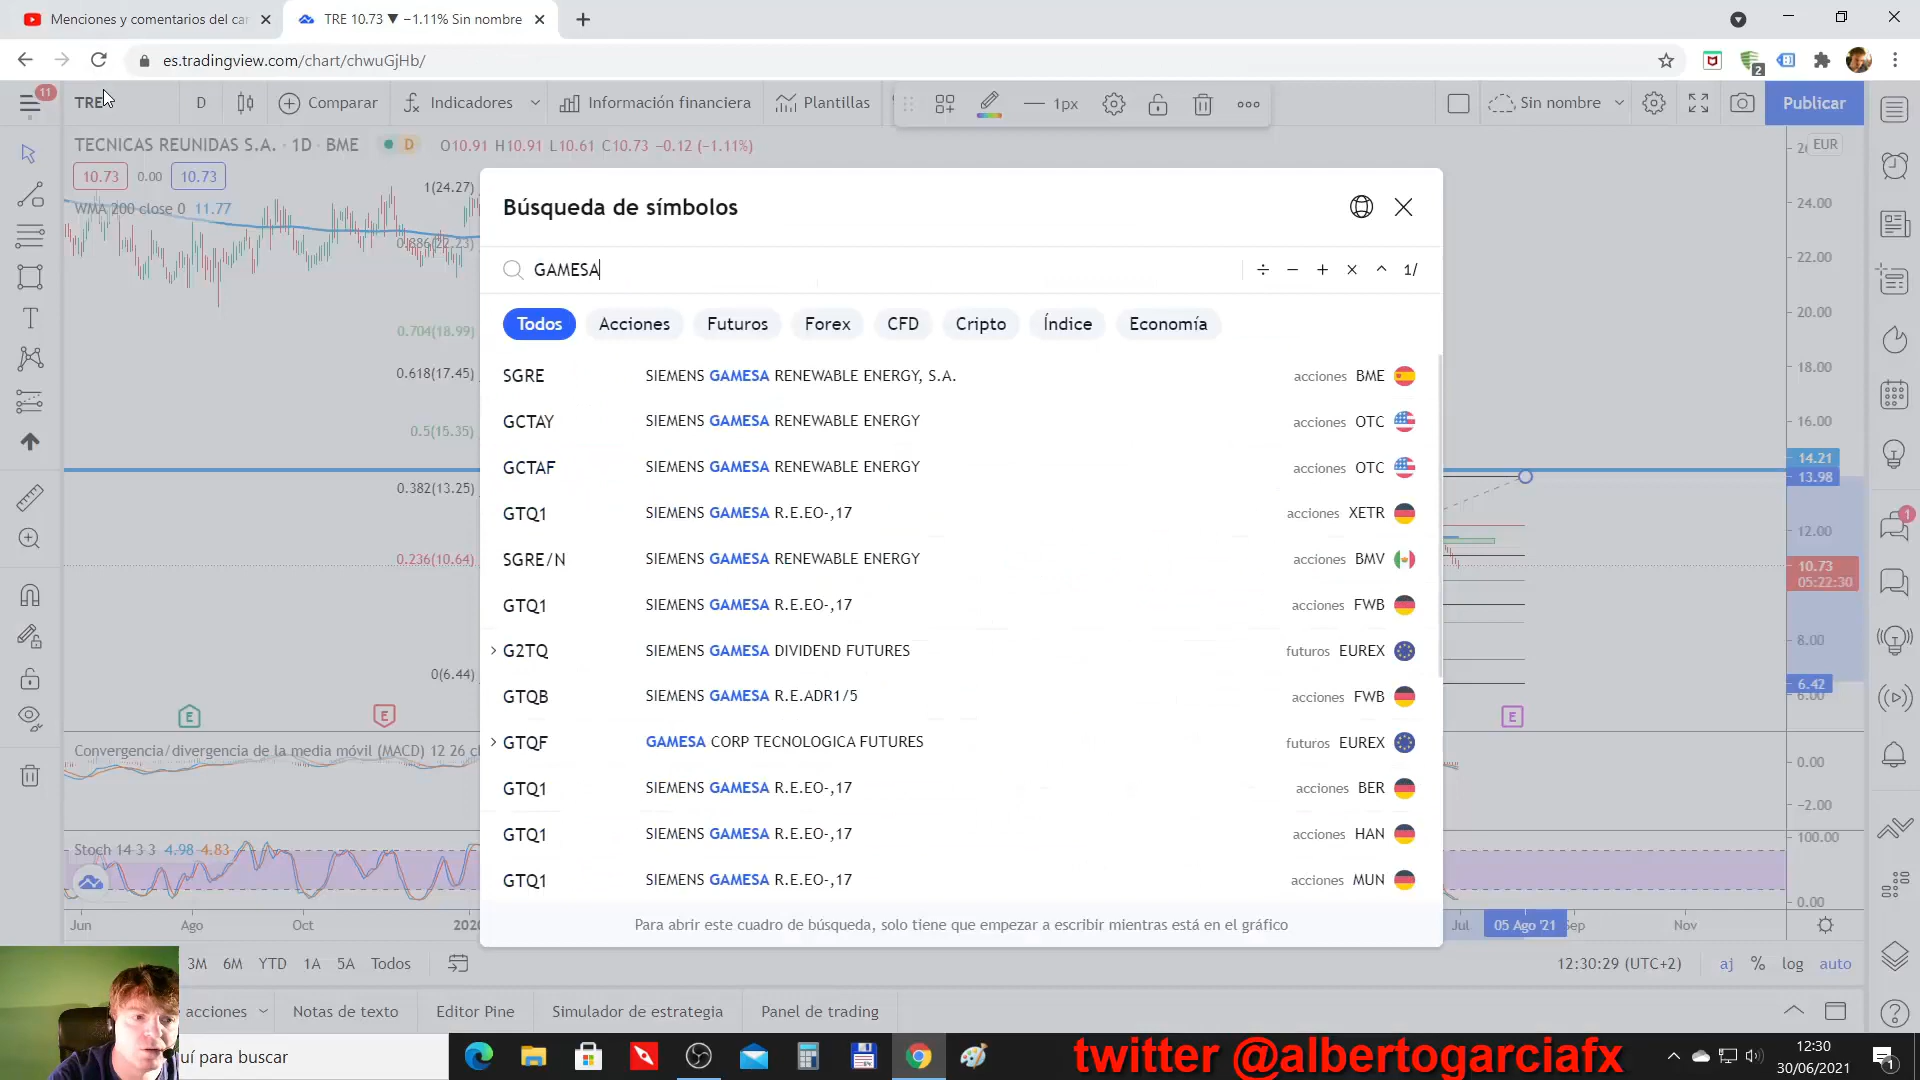 Menciones y comentarios del car
TRE 10.73 ▼ −1.11% Sin nombre
es.tradingview.com/chart/chwuGjHb/
2
11
TRE
D
Comparar
Indicadores
Información financiera
Plantillas
1px
Sin nombre
Publicar
TECNICAS REUNIDAS S.A. · 1D · BME
D
O10.91 H10.91 L10.61 C10.73 −0.12 (−1.11%)
EUR
10.73
0.00
10.73
WMA 200 close 0 11.77
1(24.27)
0.886(22.23)
0.704(18.99)
0.618(17.45)
0.5(15.35)
0.382(13.25)
0.236(10.64)
0(6.44)
Búsqueda de símbolos
GAMESA
÷ − + × ^ 1/
Todos
Acciones
Futuros
Forex
CFD
Cripto
Índice
Economía
SGRE SIEMENS GAMESA RENEWABLE ENERGY, S.A. acciones BME
GCTAY SIEMENS GAMESA RENEWABLE ENERGY acciones OTC
GCTAF SIEMENS GAMESA RENEWABLE ENERGY acciones OTC
GTQ1 SIEMENS GAMESA R.E.EO-,17 acciones XETR
SGRE/N SIEMENS GAMESA RENEWABLE ENERGY acciones BMV
GTQ1 SIEMENS GAMESA R.E.EO-,17 acciones FWB
G2TQ SIEMENS GAMESA DIVIDEND FUTURES futuros EUREX
GTQB SIEMENS GAMESA R.E.ADR1/5 acciones FWB
GTQF GAMESA CORP TECNOLOGICA FUTURES futuros EUREX
GTQ1 SIEMENS GAMESA R.E.EO-,17 acciones BER
GTQ1 SIEMENS GAMESA R.E.EO-,17 acciones HAN
GTQ1 SIEMENS GAMESA R.E.EO-,17 acciones MUN
Para abrir este cuadro de búsqueda, solo tiene que empezar a escribir mientras está en el gráfico
24.00
22.00
20.00
18.00
16.00
14.21
13.98
12.00
10.73
05:22:30
8.00
6.42
6.00
1
E
E
E
Convergencia/divergencia de la media móvil (MACD) 12 26 cl
0.00
−2.00
100.00
Stoch 14 3 3 4.98 4.83
0.00
Jun
Ago
Oct
2020
Jul
05 Ago '21
Sep
Nov
3M
6M
YTD
1A
5A
Todos
12:30:29 (UTC+2)
aj
%
log
auto
acciones
Notas de texto
Editor Pine
Simulador de estrategia
Panel de trading
uí para buscar
twitter @albertogarciafx
12:30
30/06/2021
1